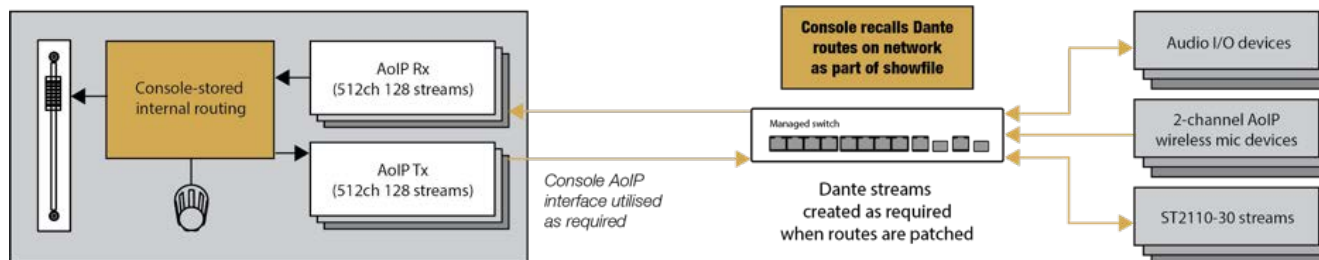 Console-stored
internal routing
AoIP Rx
(512ch 128 streams)
AoIP Tx
(512ch 128 streams)
Console AoIP
interface utilised
as required
Console recalls Dante
routes on network
as part of showfile
Managed switch
Dante streams
created as required
when routes are patched
Audio I/O devices
2-channel AoIP
wireless mic devices
ST2110-30 streams